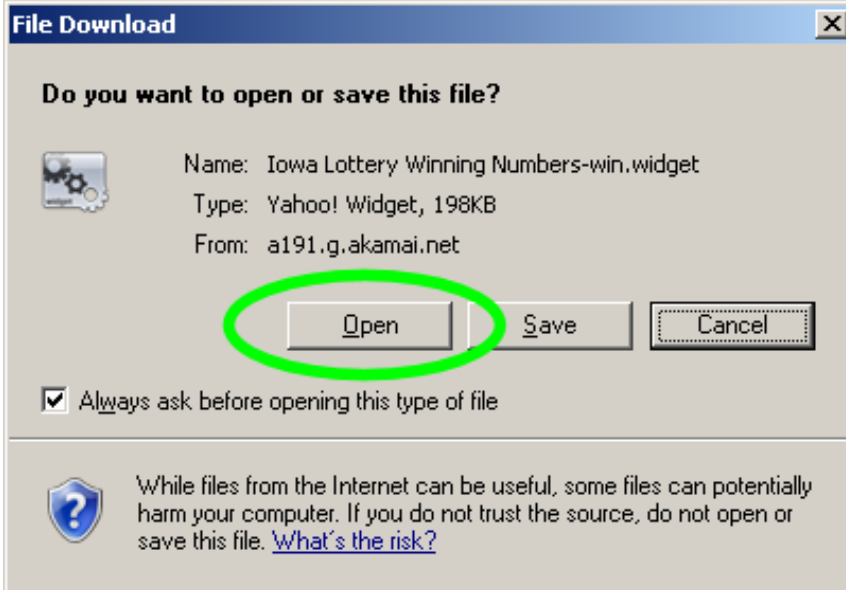 File Download
Do you want to open or save this file?
Name: Iowa Lottery Winning Numbers-win.widget
Type: Yahoo! Widget, 198KB
From: a191.g.akamai.net
widget
Open Save Cancel
Always ask before opening this type of file
While files from the Internet can be useful, some files can potentially
harm your computer. If you do not trust the source, do not open or
save this file. What's the risk?